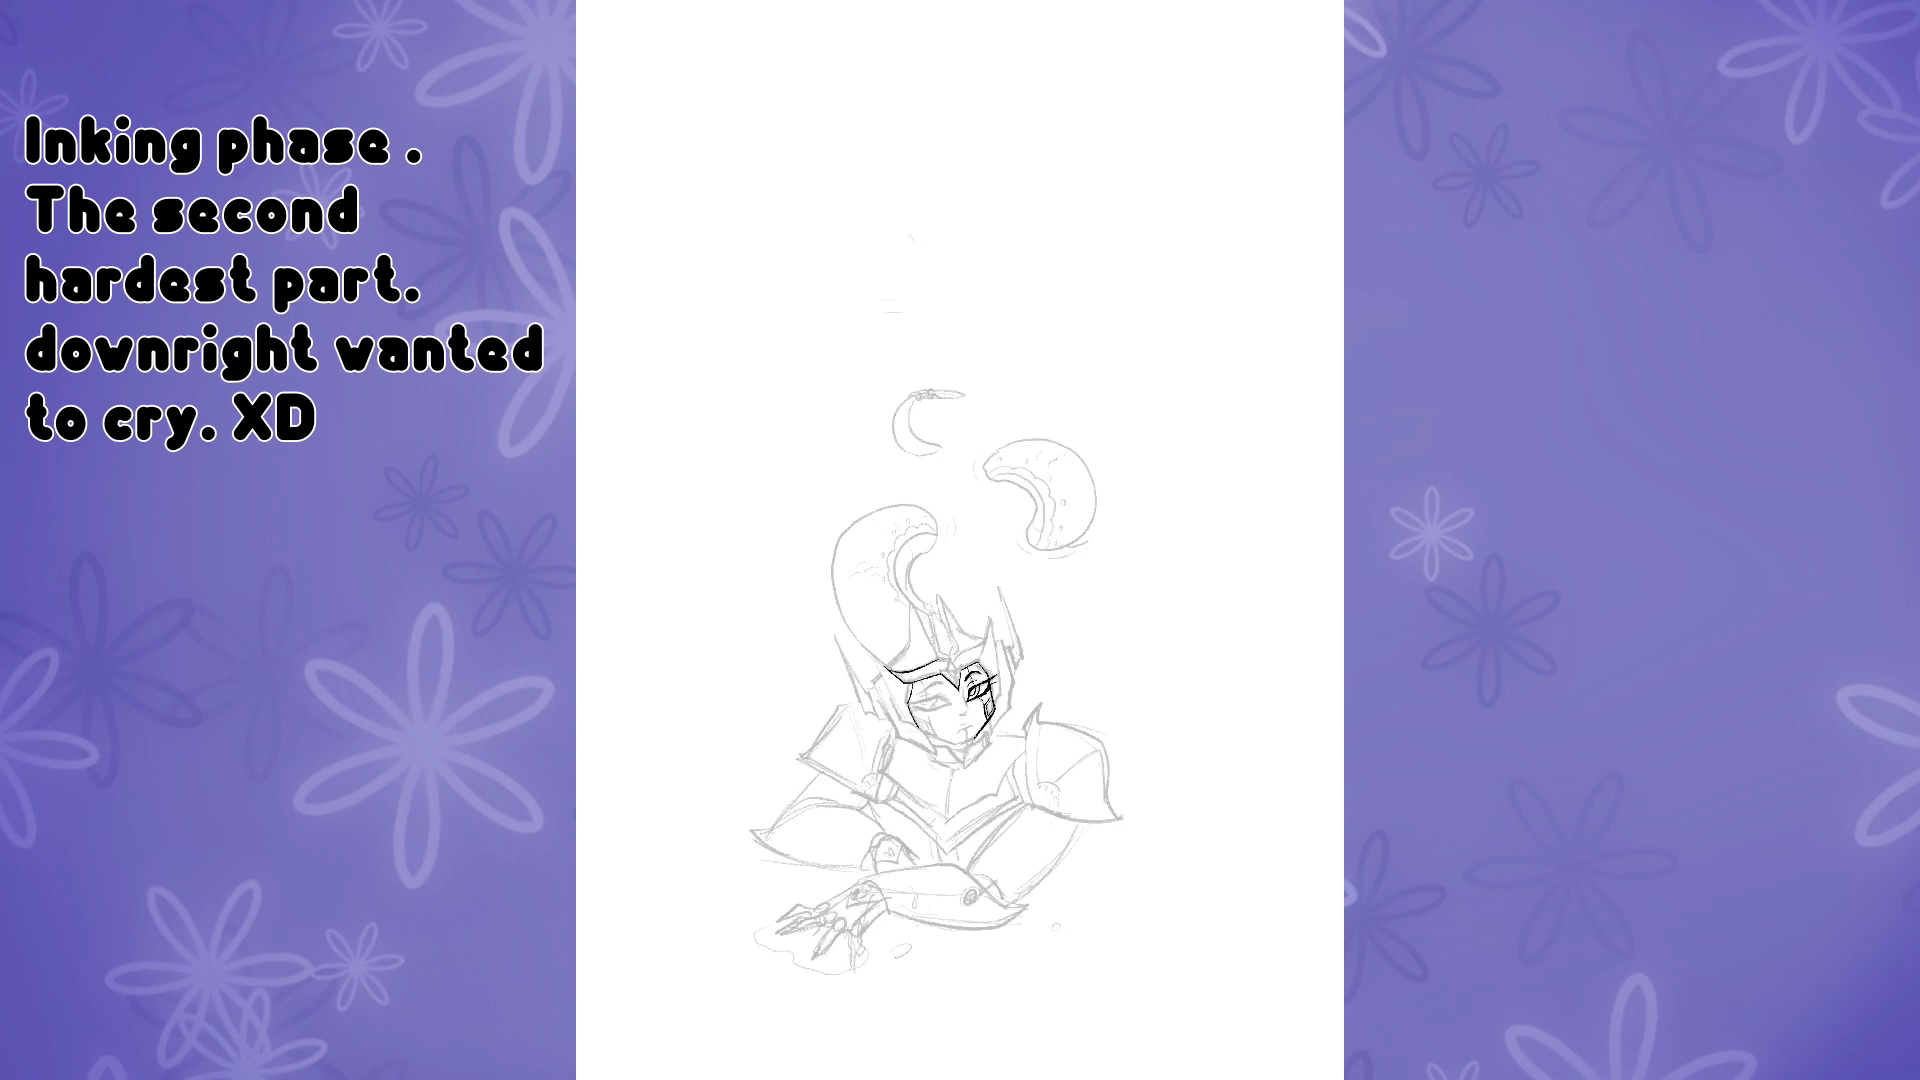 Inking phase .
The second
hardest part.
downright wanted
to cry. XD